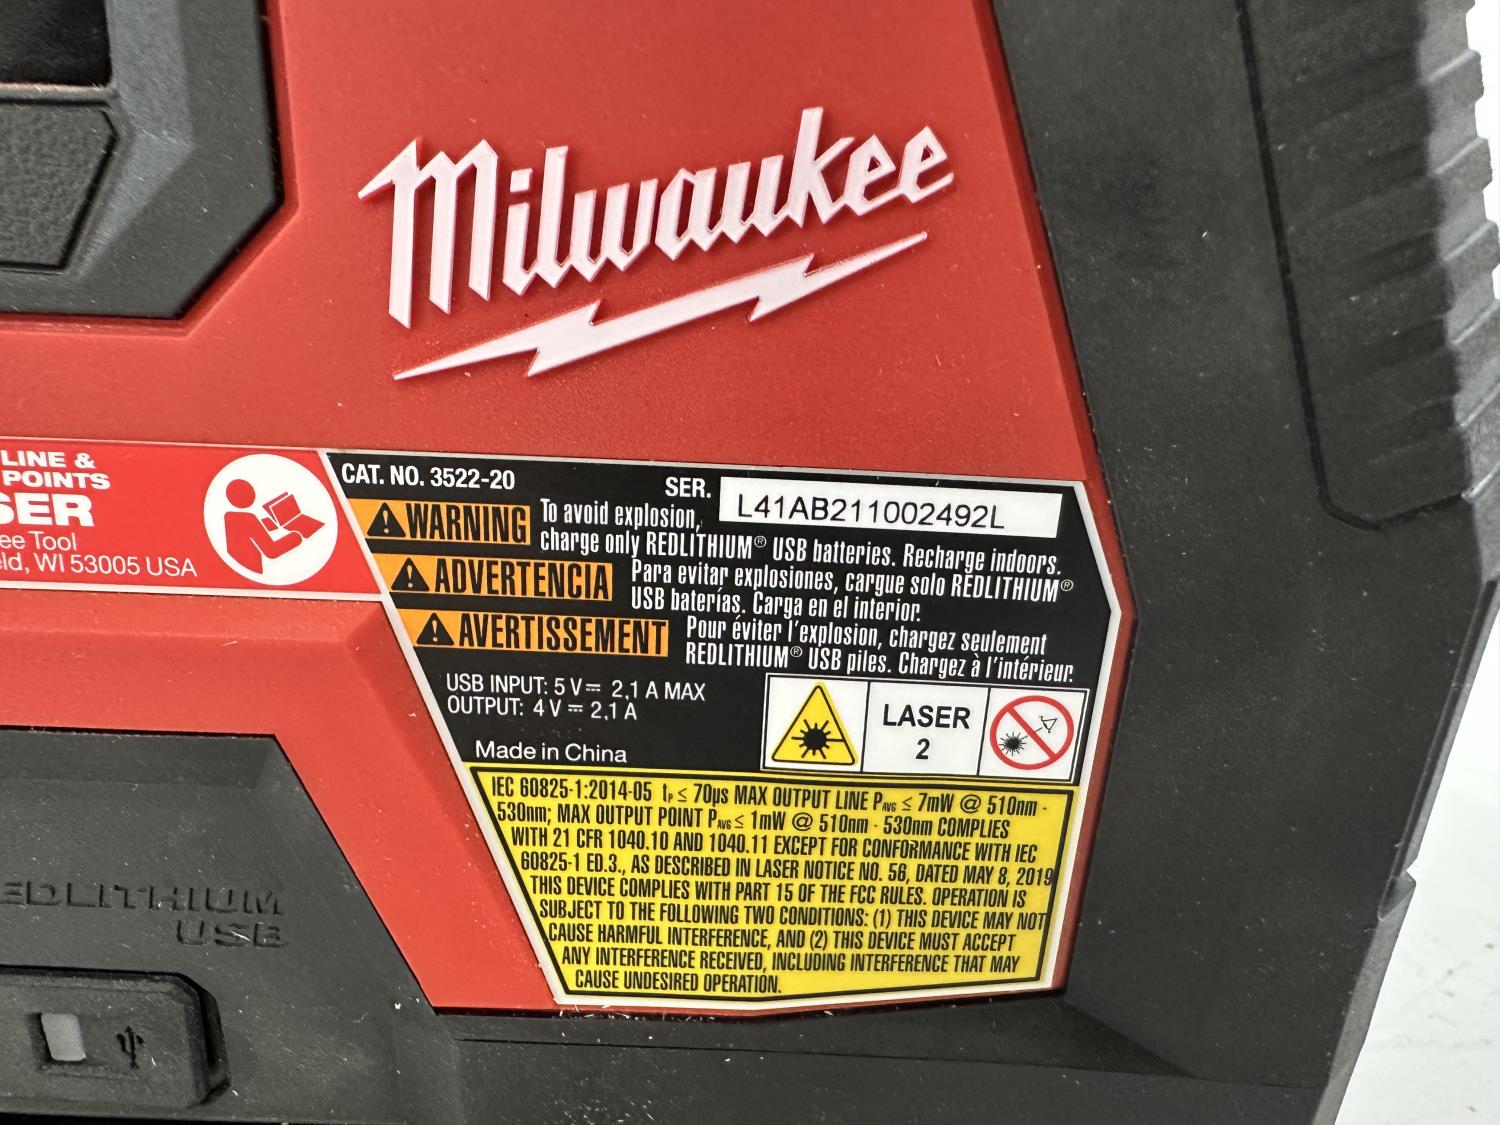 Milwaukee
LINE &
POINTS
SER
ee Tool
ld, WI 53005 USA
CAT. NO. 3522-20
SER. L41AB211002492L
WARNING To avoid explosion,
charge only REDLITHIUM® USB batteries. Recharge indoors.
ADVERTENCIA Para evitar explosiones, cargue solo REDLITHIUM®
USB baterías. Carga en el interior.
AVERTISSEMENT Pour éviter l'explosion, chargez seulement
REDLITHIUM® USB piles. Chargez à l'intérieur.
USB INPUT: 5 V⎓ 2,1 A MAX
OUTPUT: 4 V ⎓ 2,1 A
Made in China
LASER
2
IEC 60825-1:2014-05 tp ≤ 70µs MAX OUTPUT LINE PAVG ≤ 7mW @ 510nm -
530nm; MAX OUTPUT POINT PAVG ≤ 1mW @ 510nm - 530nm COMPLIES
WITH 21 CFR 1040.10 AND 1040.11 EXCEPT FOR CONFORMANCE WITH IEC
60825-1 ED.3., AS DESCRIBED IN LASER NOTICE NO. 56, DATED MAY 8, 2019
THIS DEVICE COMPLIES WITH PART 15 OF THE FCC RULES. OPERATION IS
SUBJECT TO THE FOLLOWING TWO CONDITIONS: (1) THIS DEVICE MAY NOT
CAUSE HARMFUL INTERFERENCE, AND (2) THIS DEVICE MUST ACCEPT
ANY INTERFERENCE RECEIVED, INCLUDING INTERFERENCE THAT MAY
CAUSE UNDESIRED OPERATION.
EDLITHIUM
USB